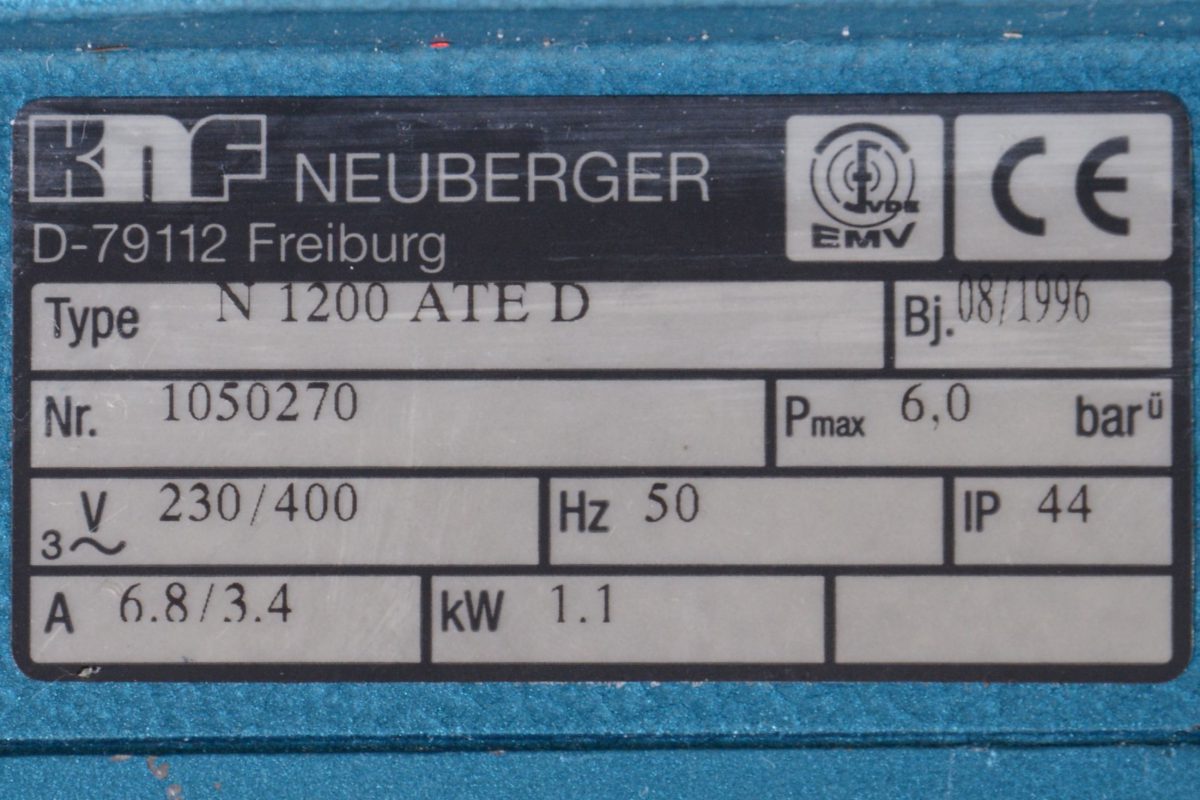 KNF NEUBERGER
D-79112 Freiburg
VDE
EMV
CE
Type N 1200 ATE D
Bj. 08/1996
Nr. 1050270
Pmax 6,0 barü
3~ V 230/400
Hz 50
IP 44
A 6.8/3.4
kW 1.1